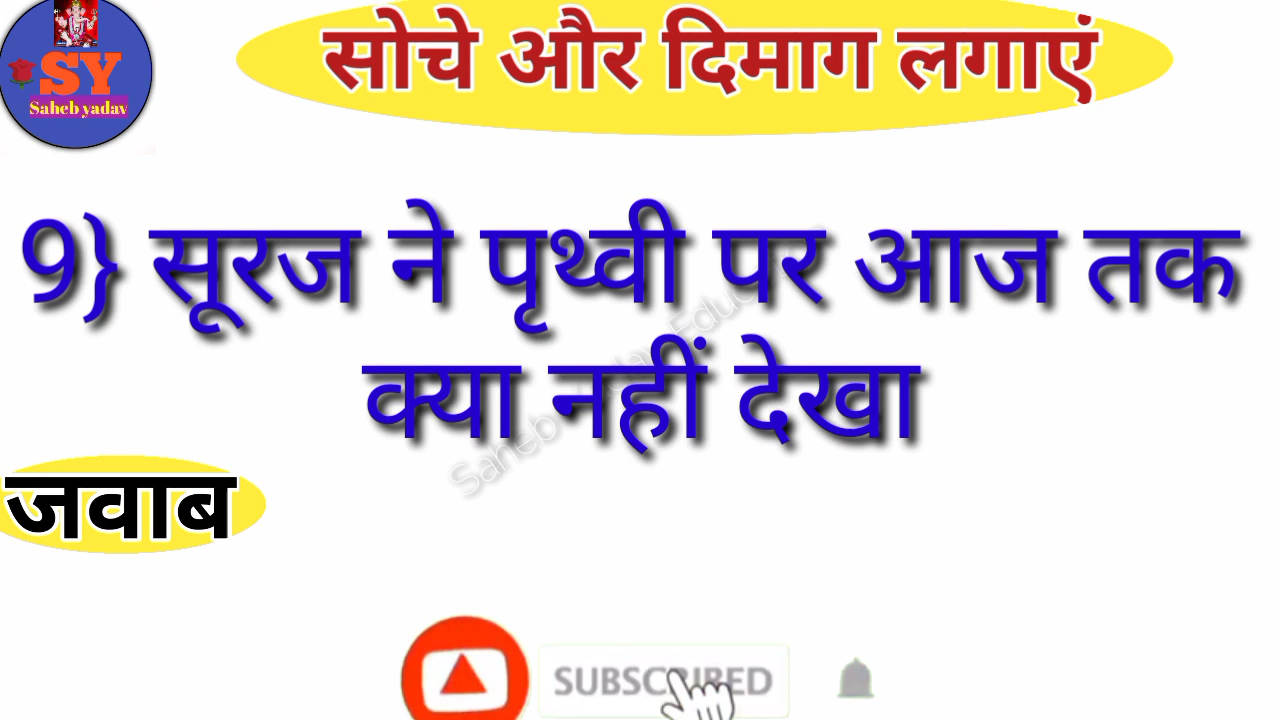 SY
Saheb yadav
सोचे और दिमाग लगाएं
9} सूरज ने पृथ्वी पर आज तक
क्या नहीं देखा
जवाब
SUBSCRIBED